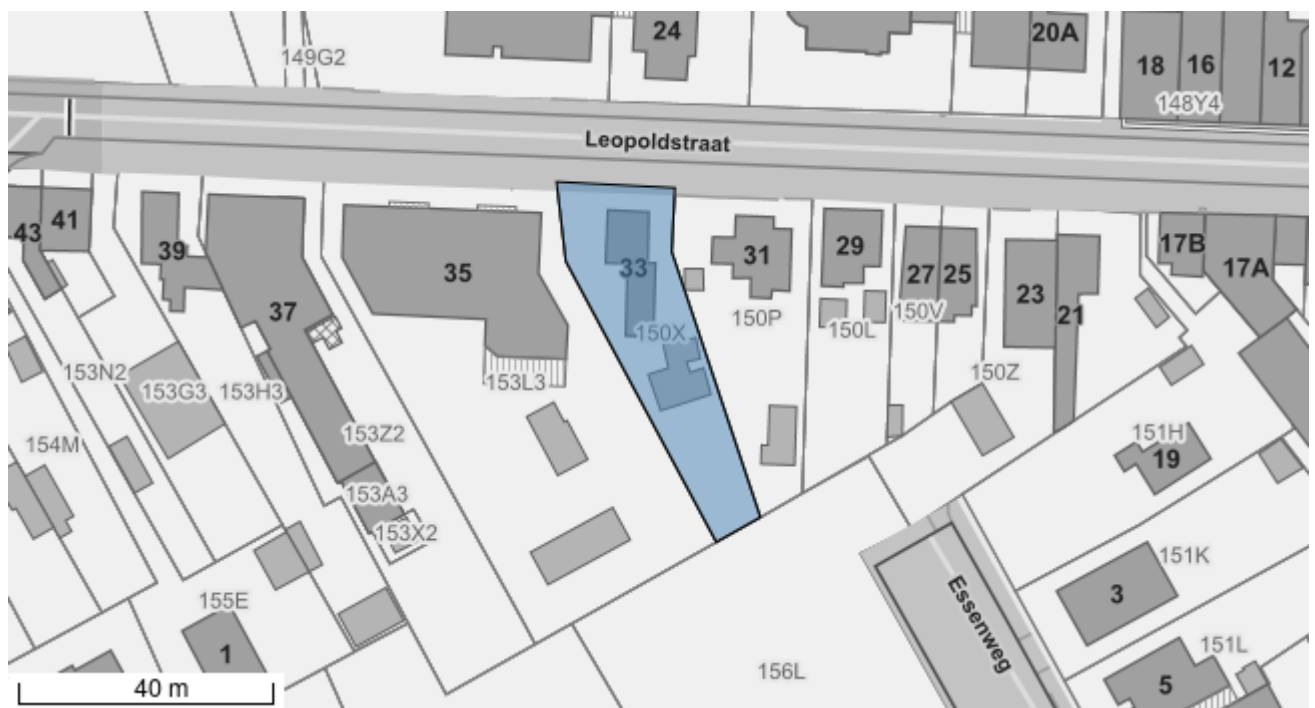 24
20A
18
16
12
149G2
148Y4
Leopoldstraat
43
41
39
37
35
33
31
29
27
25
23
21
17B
17A
150X
150P
150L
150V
150Z
153N2
153G3
153H3
153L3
153Z2
154M
153A3
153X2
151H
19
151K
3
155E
1
Essenweg
156L
151L
5
40 m